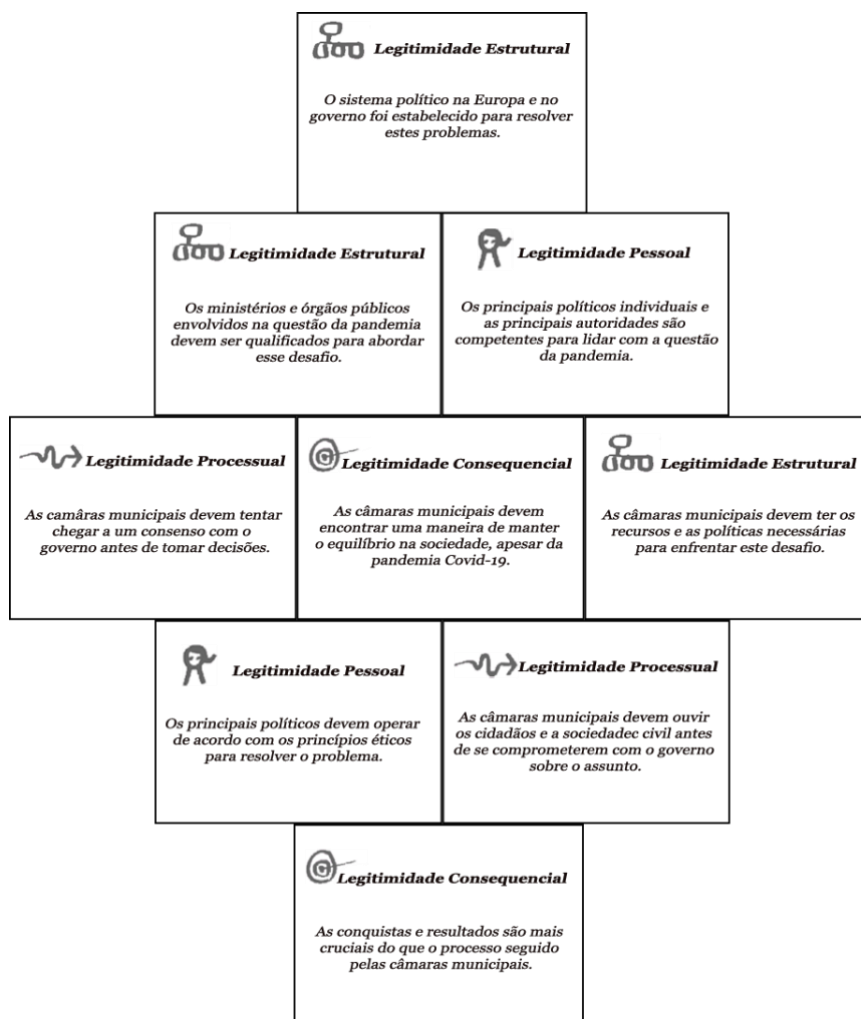 Legitimidade Estrutural
O sistema político na Europa e no
governo foi estabelecido para resolver
estes problemas.
Legitimidade Estrutural
Os ministérios e órgãos públicos
envolvidos na questão da pandemia
devem ser qualificados para abordar
esse desafio.
Legitimidade Pessoal
Os principais políticos individuais e
as principais autoridades são
competentes para lidar com a questão
da pandemia.
Legitimidade Processual
As camâras municipais devem tentar
chegar a um consenso com o
governo antes de tomar decisões.
Legitimidade Consequencial
As câmaras municipais devem
encontrar uma maneira de manter
o equilíbrio na sociedade, apesar da
pandemia Covid-19.
Legitimidade Estrutural
As câmaras municipais devem ter os
recursos e as políticas necessárias
para enfrentar este desafio.
Legitimidade Pessoal
Os principais políticos devem operar
de acordo com os princípios éticos
para resolver o problema.
Legitimidade Processual
As câmaras municipais devem ouvir
os cidadãos e a sociedadec civil antes
de se comprometerem com o governo
sobre o assunto.
Legitimidade Consequencial
As conquistas e resultados são mais
cruciais do que o processo seguido
pelas câmaras municipais.